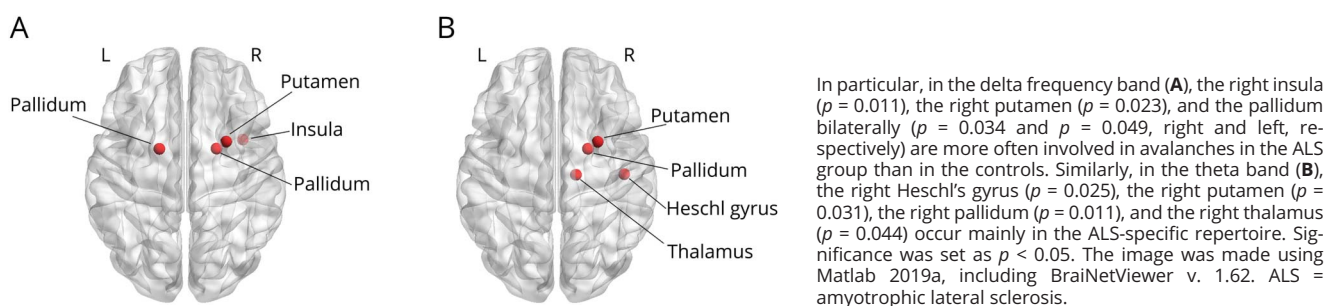 A
L
R
Putamen
Pallidum
Insula
Pallidum
B
L
R
Putamen
Pallidum
Heschl gyrus
Thalamus
In particular, in the delta frequency band (A), the right insula
(p = 0.011), the right putamen (p = 0.023), and the pallidum
bilaterally (p = 0.034 and p = 0.049, right and left, re-
spectively) are more often involved in avalanches in the ALS
group than in the controls. Similarly, in the theta band (B),
the right Heschl's gyrus (p = 0.025), the right putamen (p =
0.031), the right pallidum (p = 0.011), and the right thalamus
(p = 0.044) occur mainly in the ALS-specific repertoire. Sig-
nificance was set as p < 0.05. The image was made using
Matlab 2019a, including BraiNetViewer v. 1.62. ALS =
amyotrophic lateral sclerosis.